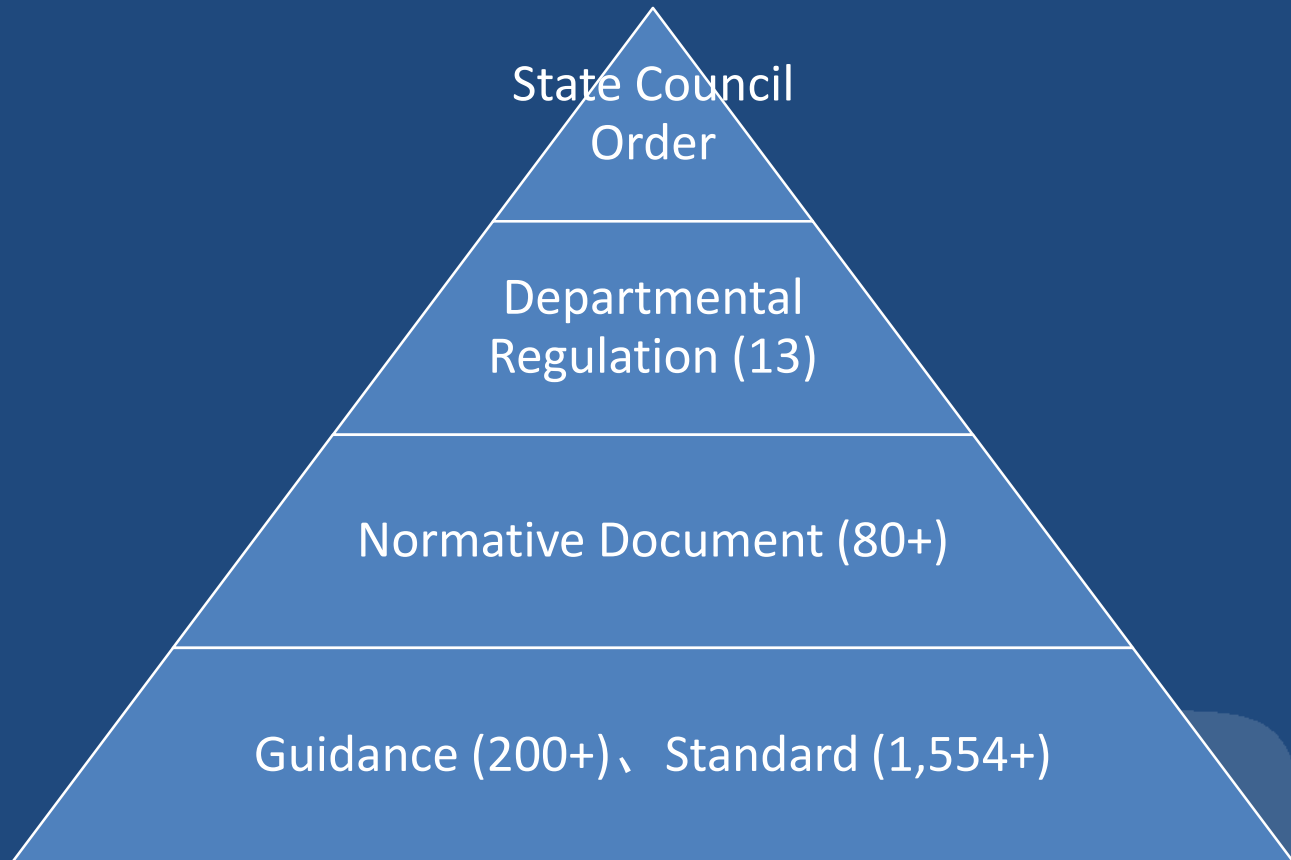 State Council
Order
Departmental
Regulation (13)
Normative Document (80+)
Guidance (200+)、Standard (1,554+)